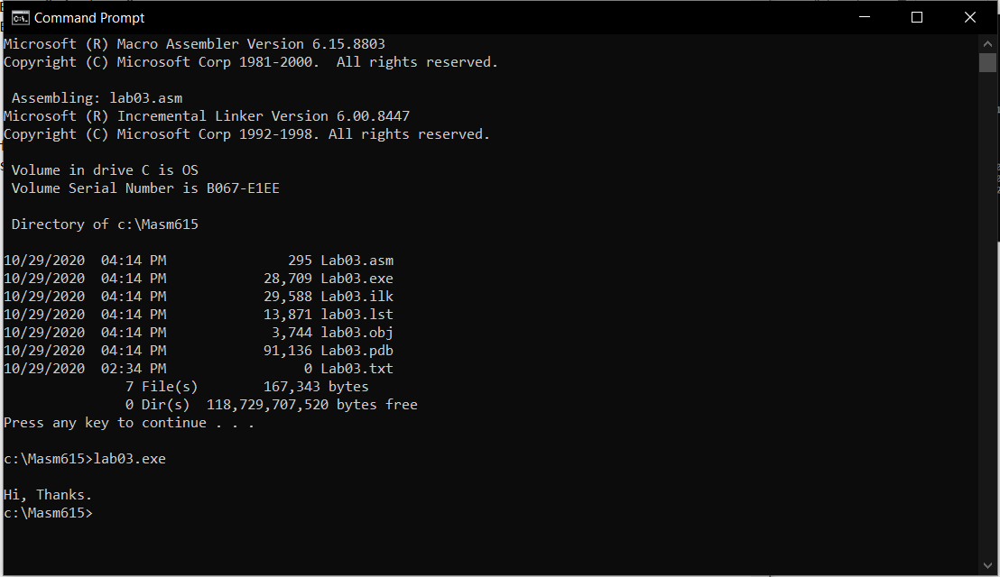 Command Prompt
Microsoft (R) Macro Assembler Version 6.15.8803
Copyright (C) Microsoft Corp 1981-2000.  All rights reserved.
Assembling: lab03.asm
Microsoft (R) Incremental Linker Version 6.00.8447
Copyright (C) Microsoft Corp 1992-1998. All rights reserved.
Volume in drive C is OS
Volume Serial Number is B067-E1EE
Directory of c:\Masm615
10/29/2020  04:14 PM               295 Lab03.asm
10/29/2020  04:14 PM            28,709 Lab03.exe
10/29/2020  04:14 PM            29,588 Lab03.ilk
10/29/2020  04:14 PM            13,871 lab03.lst
10/29/2020  04:14 PM             3,744 lab03.obj
10/29/2020  04:14 PM            91,136 Lab03.pdb
10/29/2020  02:34 PM                 0 Lab03.txt
7 File(s)        167,343 bytes
0 Dir(s)  118,729,707,520 bytes free
Press any key to continue . . .
c:\Masm615>lab03.exe
Hi, Thanks.
c:\Masm615>